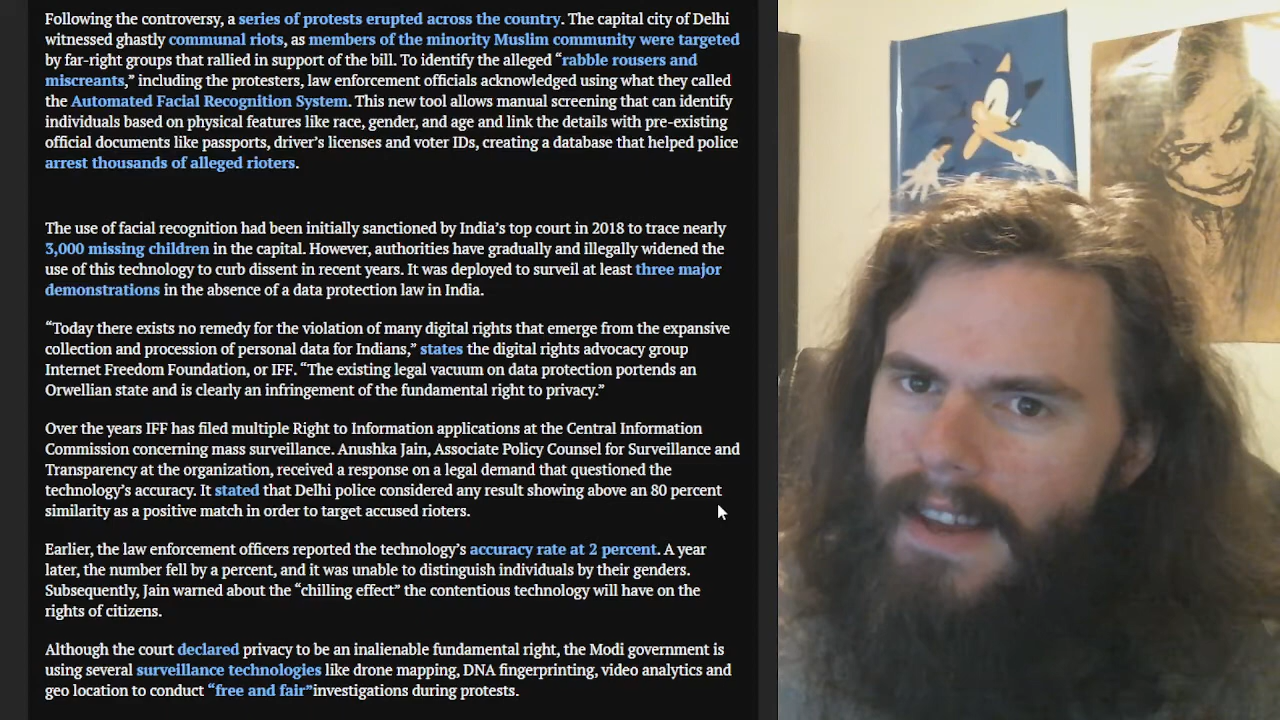 Following the controversy, a series of protests erupted across the country. The capital city of Delhi
witnessed ghastly communal riots, as members of the minority Muslim community were targeted
by far-right groups that rallied in support of the bill. To identify the alleged “rabble rousers and
miscreants,” including the protesters, law enforcement officials acknowledged using what they called
the Automated Facial Recognition System. This new tool allows manual screening that can identify
individuals based on physical features like race, gender, and age and link the details with pre-existing
official documents like passports, driver’s licenses and voter IDs, creating a database that helped police
arrest thousands of alleged rioters.
The use of facial recognition had been initially sanctioned by India’s top court in 2018 to trace nearly
3,000 missing children in the capital. However, authorities have gradually and illegally widened the
use of this technology to curb dissent in recent years. It was deployed to surveil at least three major
demonstrations in the absence of a data protection law in India.
“Today there exists no remedy for the violation of many digital rights that emerge from the expansive
collection and procession of personal data for Indians,” states the digital rights advocacy group
Internet Freedom Foundation, or IFF. “The existing legal vacuum on data protection portends an
Orwellian state and is clearly an infringement of the fundamental right to privacy.”
Over the years IFF has filed multiple Right to Information applications at the Central Information
Commission concerning mass surveillance. Anushka Jain, Associate Policy Counsel for Surveillance and
Transparency at the organization, received a response on a legal demand that questioned the
technology’s accuracy. It stated that Delhi police considered any result showing above an 80 percent
similarity as a positive match in order to target accused rioters.
Earlier, the law enforcement officers reported the technology’s accuracy rate at 2 percent. A year
later, the number fell by a percent, and it was unable to distinguish individuals by their genders.
Subsequently, Jain warned about the “chilling effect” the contentious technology will have on the
rights of citizens.
Although the court declared privacy to be an inalienable fundamental right, the Modi government is
using several surveillance technologies like drone mapping, DNA fingerprinting, video analytics and
geo location to conduct “free and fair”investigations during protests.